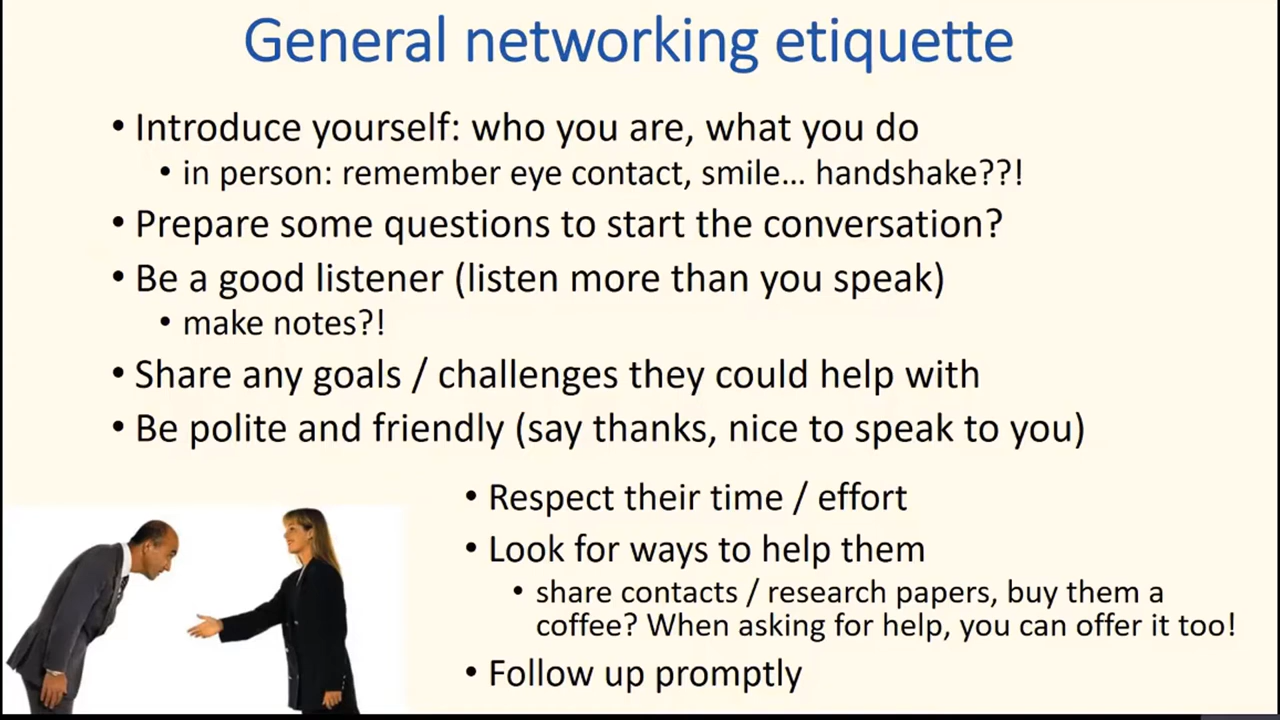 General networking etiquette
• Introduce yourself: who you are, what you do
• in person: remember eye contact, smile... handshake??!
• Prepare some questions to start the conversation?
• Be a good listener (listen more than you speak)
• make notes?!
• Share any goals / challenges they could help with
• Be polite and friendly (say thanks, nice to speak to you)
• Respect their time / effort
• Look for ways to help them
• share contacts / research papers, buy them a
coffee? When asking for help, you can offer it too!
• Follow up promptly